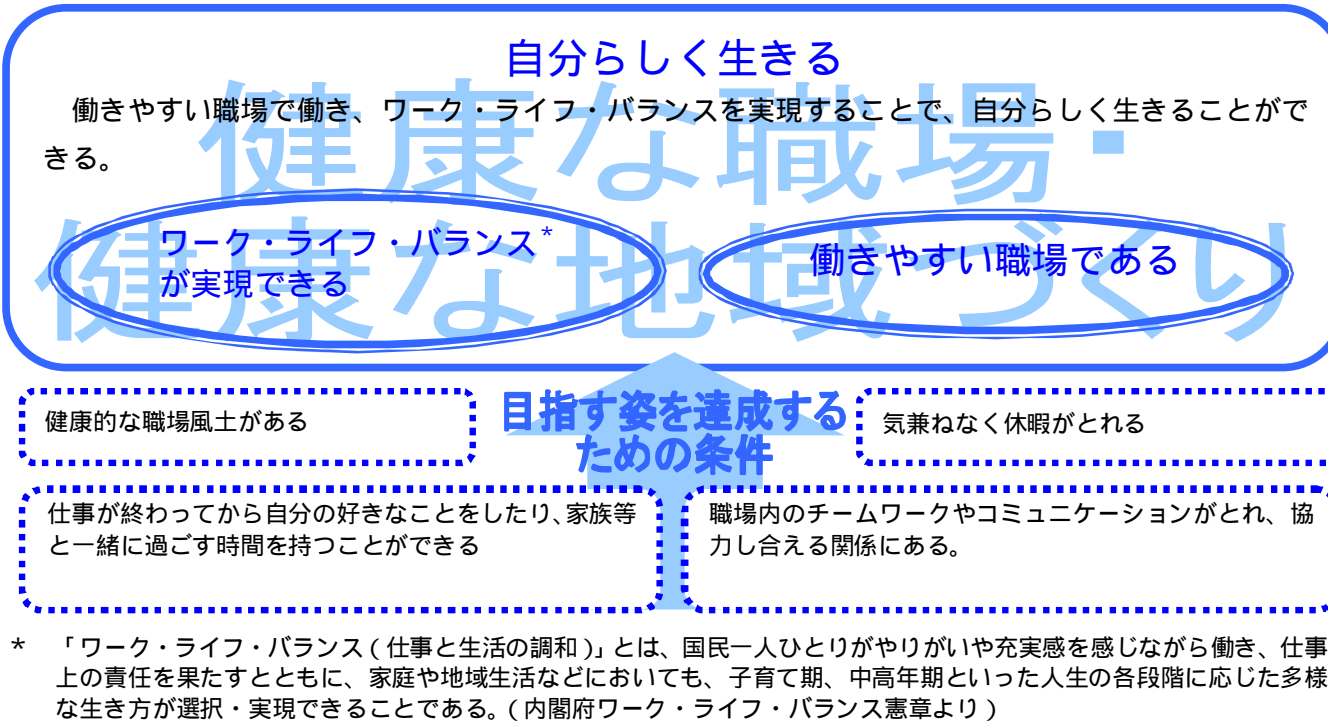 自分らしく生きる
健康な職場・
健康な地域づくり
働きやすい職場で働き、ワーク・ライフ・バランスを実現することで、自分らしく生きることがで
きる。
ワーク・ライフ・バランス*
が実現できる
働きやすい職場である
目指す姿を達成する
ための条件
健康的な職場風土がある
気兼ねなく休暇がとれる
仕事が終わってから自分の好きなことをしたり、家族等
と一緒に過ごす時間を持つことができる
職場内のチームワークやコミュニケーションがとれ、協
力し合える関係にある。
* 「ワーク・ライフ・バランス(仕事と生活の調和)」とは、国民一人ひとりがやりがいや充実感を感じながら働き、仕事
上の責任を果たすとともに、家庭や地域生活などにおいても、子育て期、中高年期といった人生の各段階に応じた多様
な生き方が選択・実現できることである。(内閣府ワーク・ライフ・バランス憲章より)